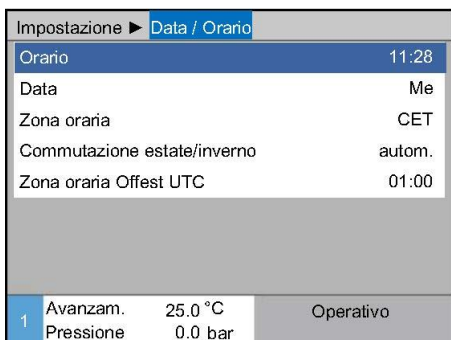 Impostazione ► Data / Orario
Orario 11:28
Data Me
Zona oraria CET
Commutazione estate/inverno autom.
Zona oraria Offest UTC 01:00
1 Avanzam. 25.0 °C Operativo
Pressione 0.0 bar